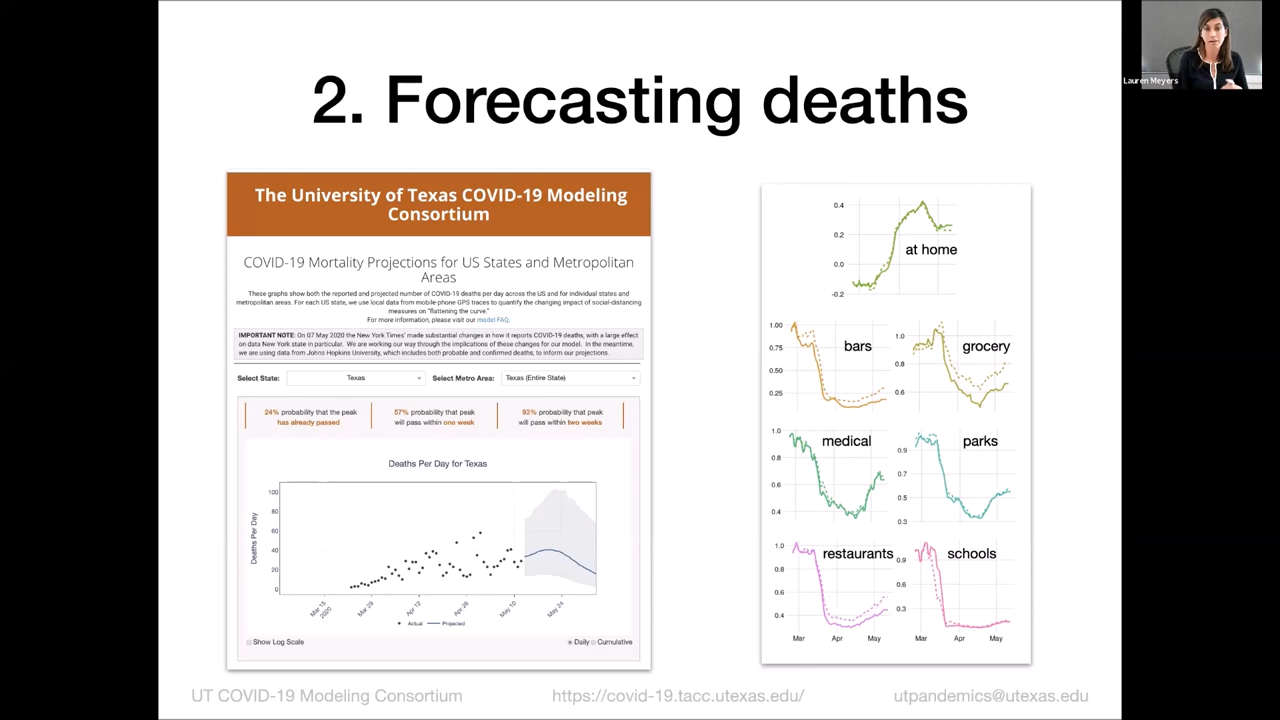 2. Forecasting deaths
Lauren Meyers
The University of Texas COVID-19 Modeling
Consortium
COVID-19 Mortality Projections for US States and Metropolitan
Areas
These graphs show both the reported and projected number of COVID-19 deaths per day across the US and for individual states and
metropolitan areas. For each US state, we use local data from mobile-phone GPS traces to quantify the changing impact of social-distancing
measures on "flattening the curve."
For more information, please visit our model FAQ.
IMPORTANT NOTE: On 07 May 2020 the New York Times' made substantial changes in how it reports COVID-19 deaths, with a large effect
on data New York state in particular. We are working our way through the implications of these changes for our model. In the meantime,
we are using data from Johns Hopkins University, which includes both probable and confirmed deaths, to inform our projections.
Select State: Texas Select Metro Area: Texas (Entire State)
24% probability that the peak
has already passed
57% probability that peak
will pass within one week
93% probability that the peak
will pass within two weeks
Deaths Per Day for Texas
Deaths Per Day
100
80
60
40
20
0
Mar 15
2020
Mar 29
Apr 12
Apr 26
May 10
May 24
Actual Projected
Show Log Scale
Daily Cumulative
0.4
0.2
0.0
-0.2
at home
1.00
0.75
0.50
0.25
bars
1.0
0.8
0.6
grocery
1.0
0.8
0.6
0.4
medical
0.9
0.7
0.5
0.3
parks
1.0
0.8
0.6
0.4
restaurants
Mar Apr May
0.9
0.6
0.3
schools
Mar Apr May
UT COVID-19 Modeling Consortium
https://covid-19.tacc.utexas.edu/
utpandemics@utexas.edu